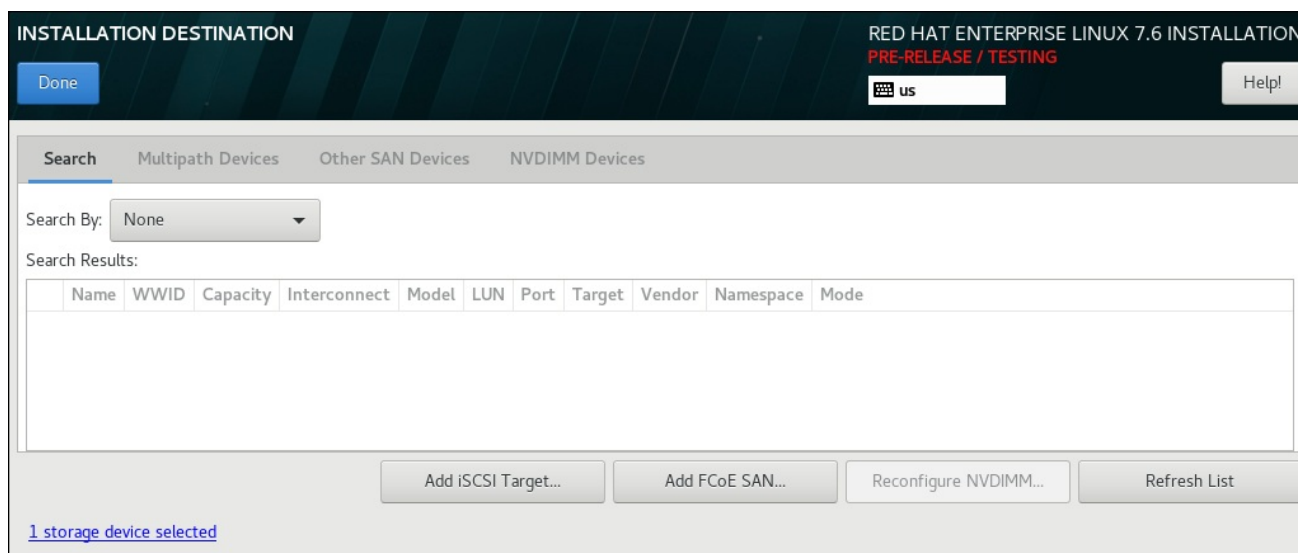 INSTALLATION DESTINATION
RED HAT ENTERPRISE LINUX 7.6 INSTALLATION
PRE-RELEASE / TESTING
Done
us
Help!
Search Multipath Devices Other SAN Devices NVDIMM Devices
Search By: None
Search Results:
Name WWID Capacity Interconnect Model LUN Port Target Vendor Namespace Mode
Add iSCSI Target... Add FCoE SAN... Reconfigure NVDIMM... Refresh List
1 storage device selected